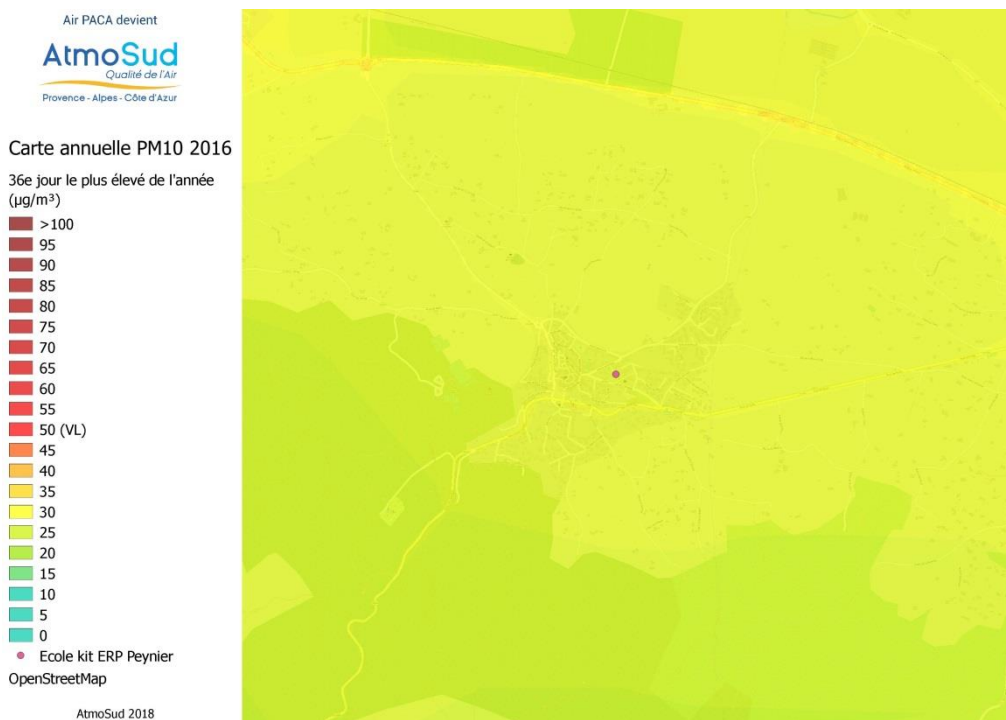 Air PACA devient
AtmoSud
Qualité de l'Air
Provence - Alpes - Côte d'Azur
Carte annuelle PM10 2016
36e jour le plus élevé de l'année
(µg/m³)
>100
95
90
85
80
75
70
65
60
55
50 (VL)
45
40
35
30
25
20
15
10
5
0
Ecole kit ERP Peynier
OpenStreetMap
AtmoSud 2018